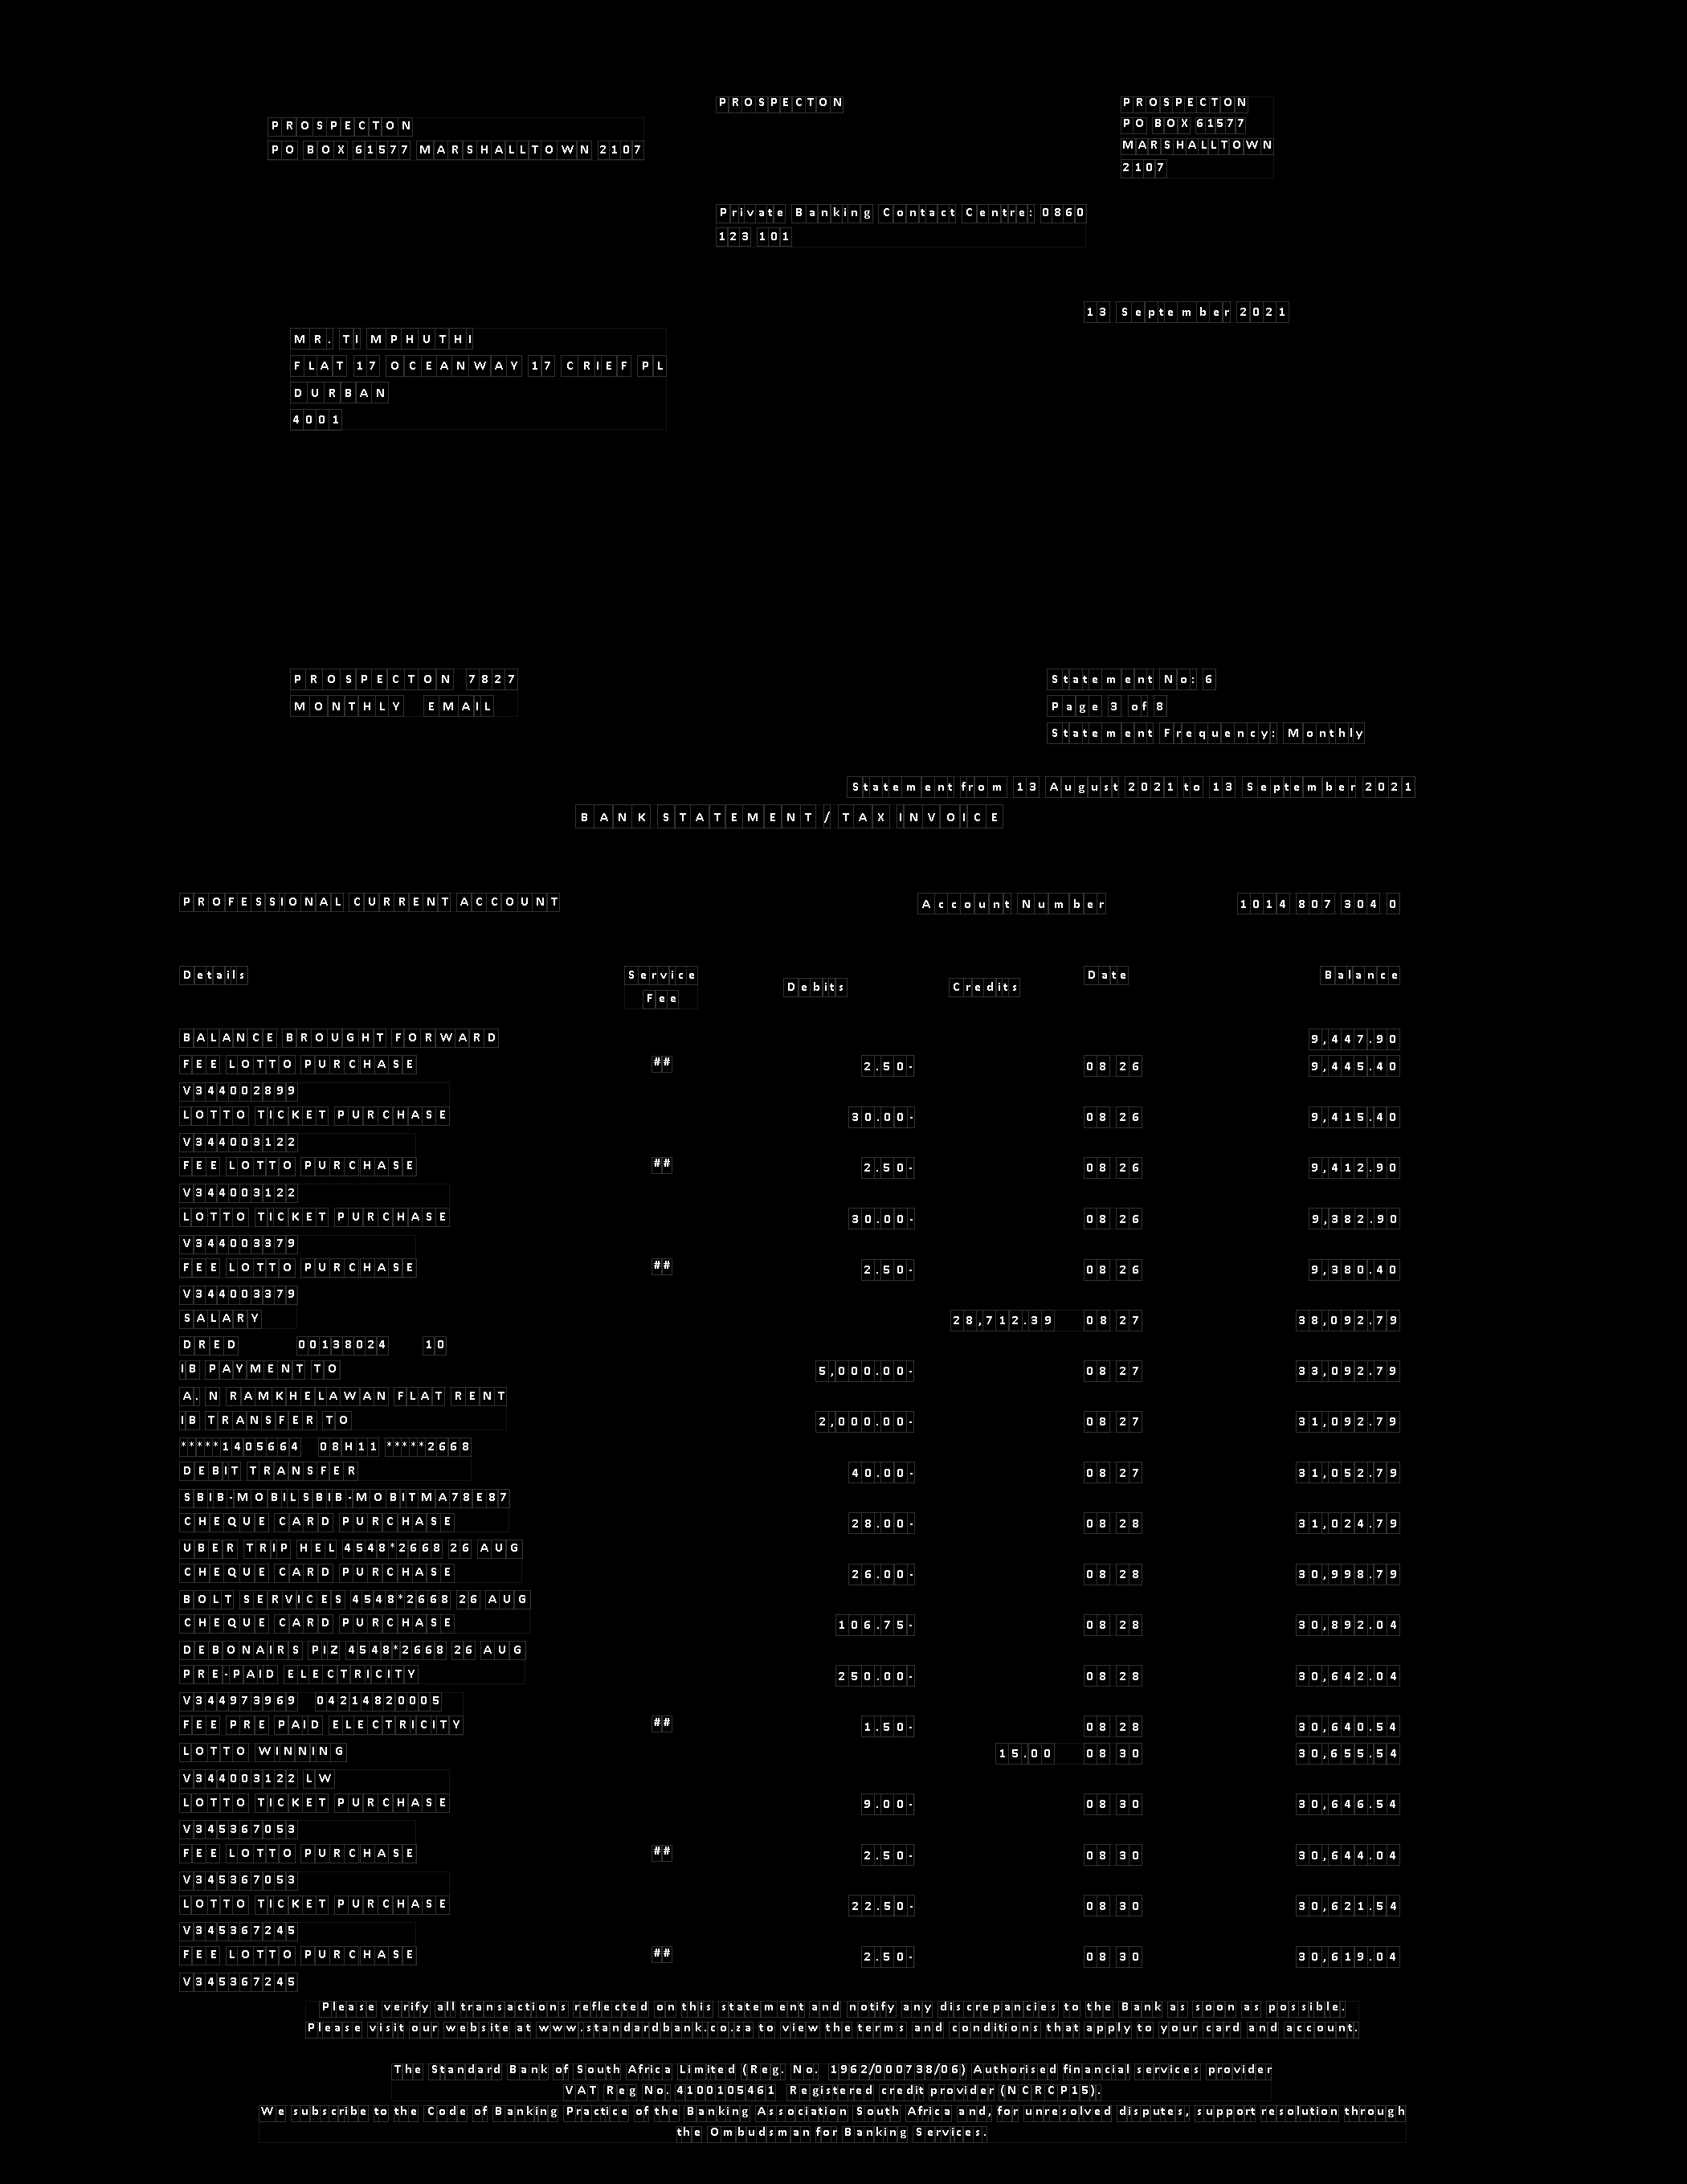 PROSPECTON
PO BOX 61577 MARSHALLTOWN 2107
PROSPECTON
PROSPECTON
PO BOX 61577
MARSHALLTOWN
2107
Private Banking Contact Centre: 0860
123 101
13 September 2021
MR. TI MPHUTHI
FLAT 17 OCEANWAY 17 CRIEF PL
DURBAN
4001
PROSPECTON 7827
MONTHLY EMAIL
Statement No: 6
Page 3 of 8
Statement Frequency: Monthly
Statement from 13 August 2021 to 13 September 2021
BANK STATEMENT / TAX INVOICE
PROFESSIONAL CURRENT ACCOUNT Account Number 1014 807 304 0
Details Service Fee Debits Credits Date Balance
BALANCE BROUGHT FORWARD 9,447.90
FEE LOTTO PURCHASE ## 2.50- 08 26 9,445.40
V344002899
LOTTO TICKET PURCHASE 30.00- 08 26 9,415.40
V344003122
FEE LOTTO PURCHASE ## 2.50- 08 26 9,412.90
V344003122
LOTTO TICKET PURCHASE 30.00- 08 26 9,382.90
V344003379
FEE LOTTO PURCHASE ## 2.50- 08 26 9,380.40
V344003379
SALARY 28,712.39 08 27 38,092.79
DRED 00138024 10
IB PAYMENT TO 5,000.00- 08 27 33,092.79
A. N RAMKHELAWAN FLAT RENT
IB TRANSFER TO 2,000.00- 08 27 31,092.79
*****1405664 08H11 *****2668
DEBIT TRANSFER 40.00- 08 27 31,052.79
SBIB-MOBILSBIB-MOBITMA78E87
CHEQUE CARD PURCHASE 28.00- 08 28 31,024.79
UBER TRIP HEL 4548*2668 26 AUG
CHEQUE CARD PURCHASE 26.00- 08 28 30,998.79
BOLT SERVICES 4548*2668 26 AUG
CHEQUE CARD PURCHASE 106.75- 08 28 30,892.04
DEBONAIRS PIZ 4548*2668 26 AUG
PRE-PAID ELECTRICITY 250.00- 08 28 30,642.04
V344973969 04214820005
FEE PRE PAID ELECTRICITY ## 1.50- 08 28 30,640.54
LOTTO WINNING 15.00 08 30 30,655.54
V344003122 LW
LOTTO TICKET PURCHASE 9.00- 08 30 30,646.54
V345367053
FEE LOTTO PURCHASE ## 2.50- 08 30 30,644.04
V345367053
LOTTO TICKET PURCHASE 22.50- 08 30 30,621.54
V345367245
FEE LOTTO PURCHASE ## 2.50- 08 30 30,619.04
V345367245
Please verify all transactions reflected on this statement and notify any discrepancies to the Bank as soon as possible.
Please visit our website at www.standardbank.co.za to view the terms and conditions that apply to your card and account.
The Standard Bank of South Africa Limited (Reg. No. 1962/000738/06) Authorised financial services provider
VAT Reg No. 4100105461 Registered credit provider (NCRCP15).
We subscribe to the Code of Banking Practice of the Banking Association South Africa and, for unresolved disputes, support resolution through
the Ombudsman for Banking Services.